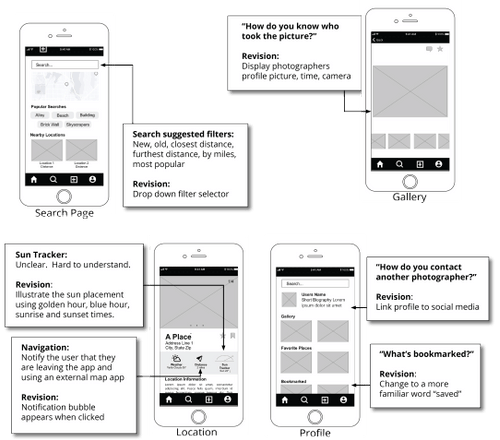 Search...
Popular Searches
Alley
Beach
Building
Brick Wall
Skyscrapers
Nearby Locations
Location 1
Distance
Location 2
Distance
Search Page
Search suggested filters:
New, old, closest distance,
furthest distance, by miles,
most popular
Revision:
Drop down filter selector
“How do you know who
took the picture?”
Revision:
Display photographers
profile picture, time, camera
Gallery
Sun Tracker:
Unclear. Hard to understand.
Revision:
Illustrate the sun placement
using golden hour, blue hour,
sunrise and sunset times.
Navigation:
Notify the user that they
are leaving the app and
using an external map app
Revision:
Notification bubble
appears when clicked
A Place
Address Line 1
City, State Zip
Weather
Distance
Sun
Tracker
Location Information
Location
Search...
Users Name
Short Biography Lorem
ipsum dolor sit amet
Gallery
Favorite Places
Bookmarked
Profile
“How do you contact
another photographer?”
Revision:
Link profile to social media
“What’s bookmarked?”
Revision:
Change to a more
familiar word “saved”